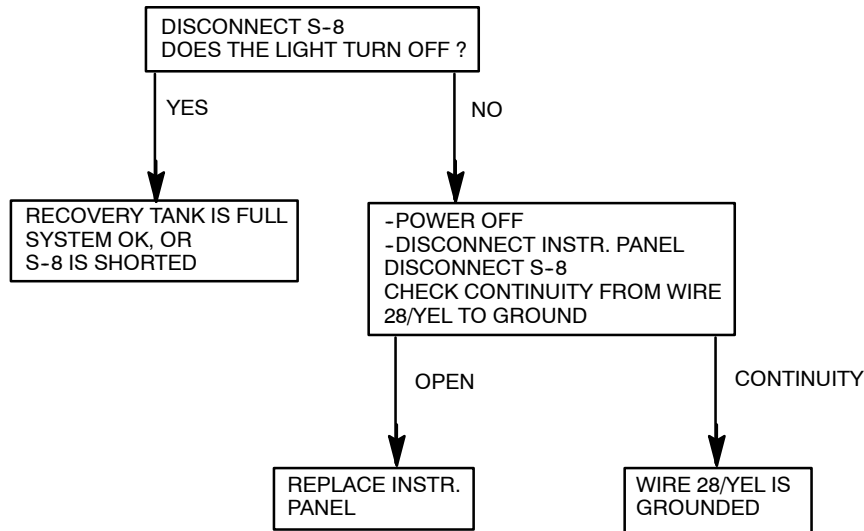 DISCONNECT S-8
DOES THE LIGHT TURN OFF ?
YES
NO
RECOVERY TANK IS FULL
SYSTEM OK, OR
S-8 IS SHORTED
-POWER OFF
-DISCONNECT INSTR. PANEL
DISCONNECT S-8
CHECK CONTINUITY FROM WIRE
28/YEL TO GROUND
OPEN
CONTINUITY
REPLACE INSTR.
PANEL
WIRE 28/YEL IS
GROUNDED